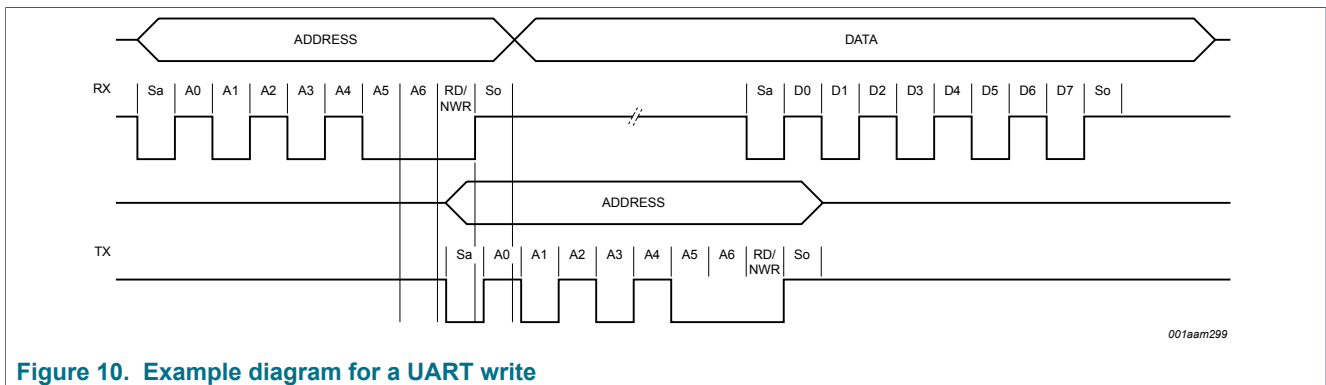 ADDRESS DATA
RX Sa A0 A1 A2 A3 A4 A5 A6 RD/ So Sa D0 D1 D2 D3 D4 D5 D6 D7 So
NWR
ADDRESS
TX Sa A0 A1 A2 A3 A4 A5 A6 RD/ So
NWR
001aam299
Figure 10. Example diagram for a UART write